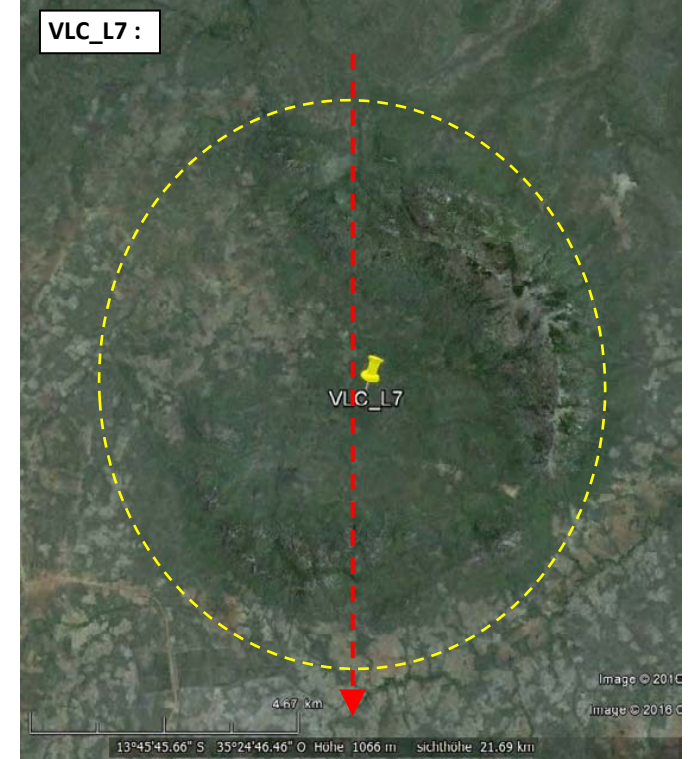 VLC_L7 :
VLC_L7
Image © 2016
4.67 km
Image © 2016 C
13°45'45.66" S 35°24'46.46" O Höhe 1066 m sichthöhe 21.69 km